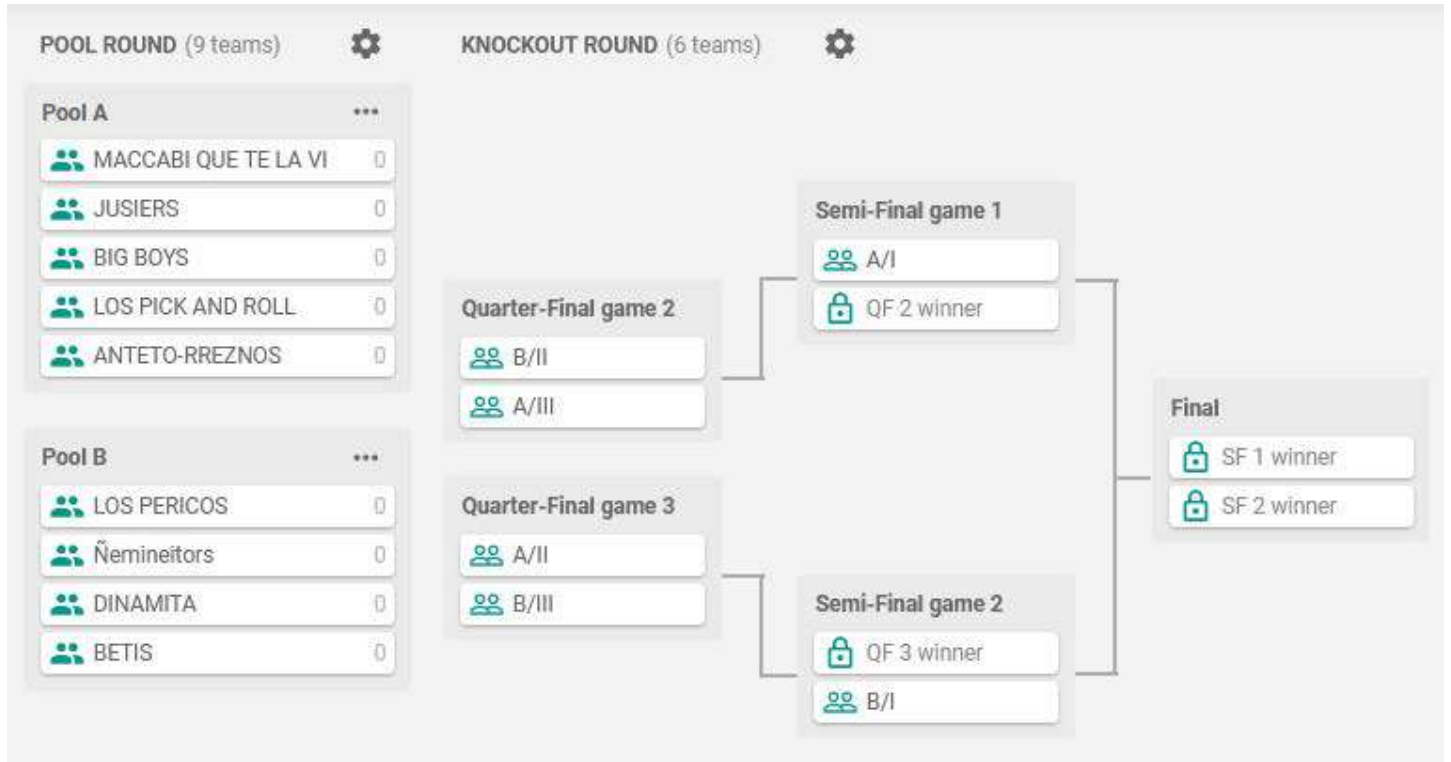 POOL ROUND (9 teams)
Pool A
MACCABI QUE TE LA VI 0
JUSIERS 0
BIG BOYS 0
LOS PICK AND ROLL 0
ANTETO-RREZNOS 0
Pool B
LOS PERICOS 0
Ñemineitors 0
DINAMITA 0
BETIS 0
KNOCKOUT ROUND (6 teams)
Quarter-Final game 2
B/II
A/III
Quarter-Final game 3
A/II
B/III
Semi-Final game 1
A/I
QF 2 winner
Semi-Final game 2
QF 3 winner
B/I
Final
SF 1 winner
SF 2 winner